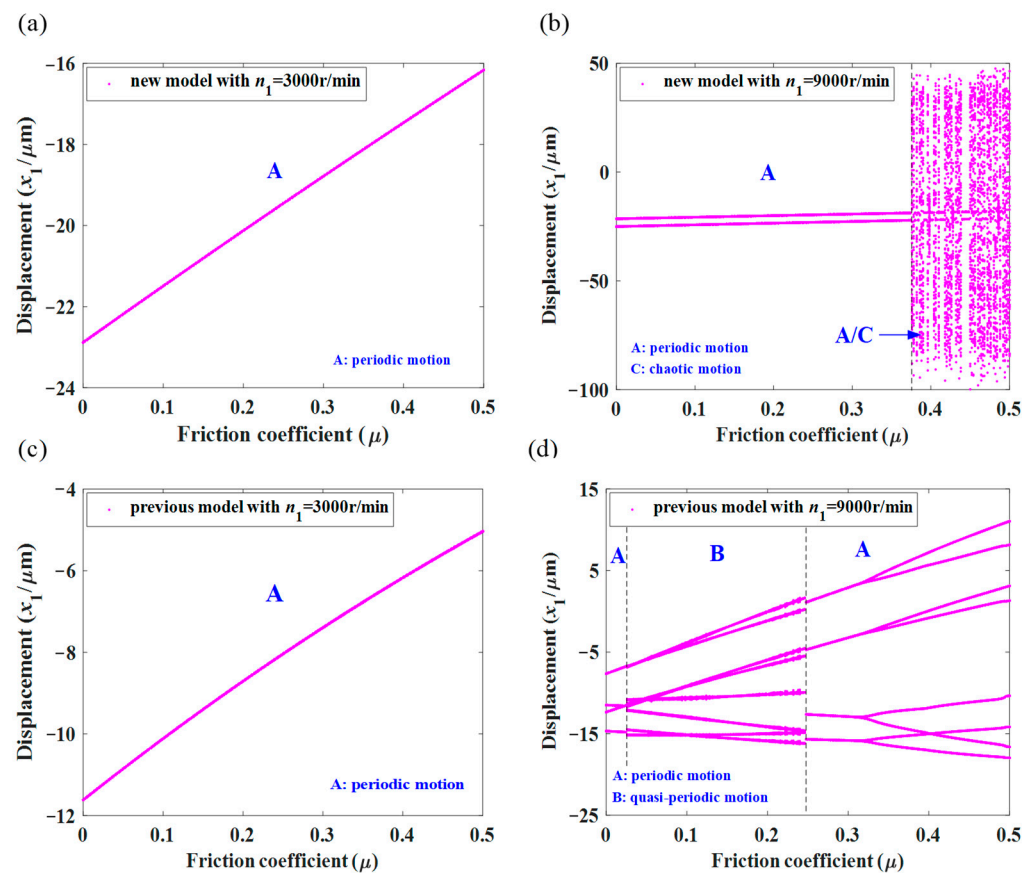 (a)
new model with n1=3000r/min
A
A: periodic motion
Displacement (x1/μm)
−16
−18
−20
−22
−24
0
0.1
0.2
0.3
0.4
0.5
Friction coefficient (μ)
(b)
new model with n1=9000r/min
A
A/C
A: periodic motion
C: chaotic motion
Displacement (x1/μm)
50
0
−50
−100
0
0.1
0.2
0.3
0.4
0.5
Friction coefficient (μ)
(c)
previous model with n1=3000r/min
A
A: periodic motion
Displacement (x1/μm)
−4
−6
−8
−10
−12
0
0.1
0.2
0.3
0.4
0.5
Friction coefficient (μ)
(d)
previous model with n1=9000r/min
A
B
A
A: periodic motion
B: quasi-periodic motion
Displacement (x1/μm)
15
5
−5
−15
−25
0
0.1
0.2
0.3
0.4
0.5
Friction coefficient (μ)